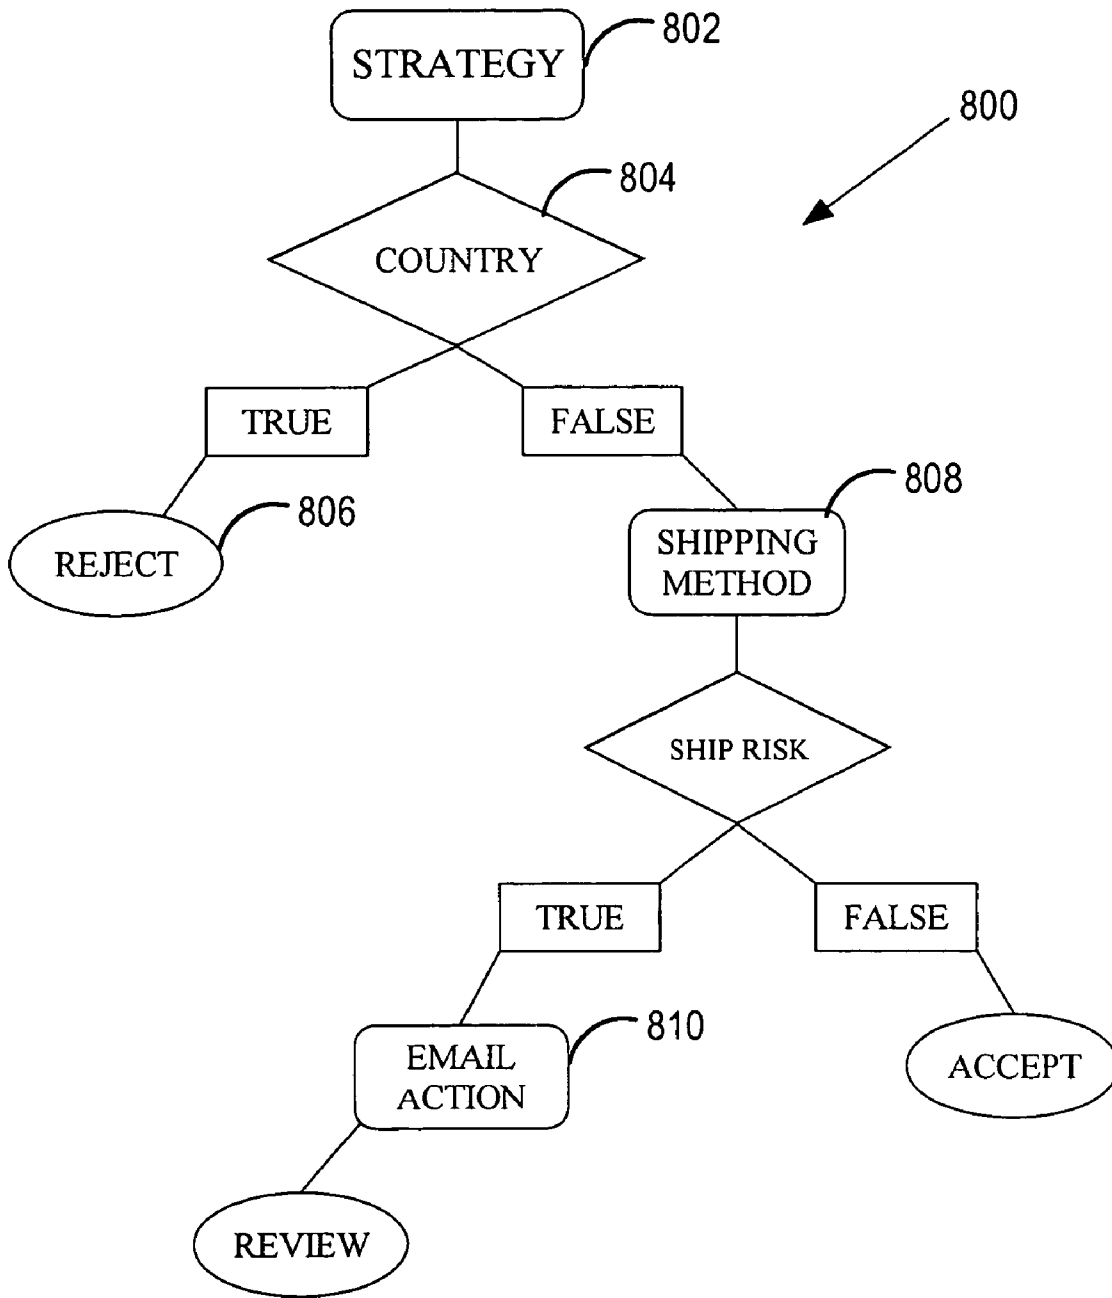 802
STRATEGY
800
804
COUNTRY
TRUE
FALSE
808
806
SHIPPING
METHOD
REJECT
SHIP RISK
TRUE
FALSE
810
EMAIL
ACTION
ACCEPT
REVIEW